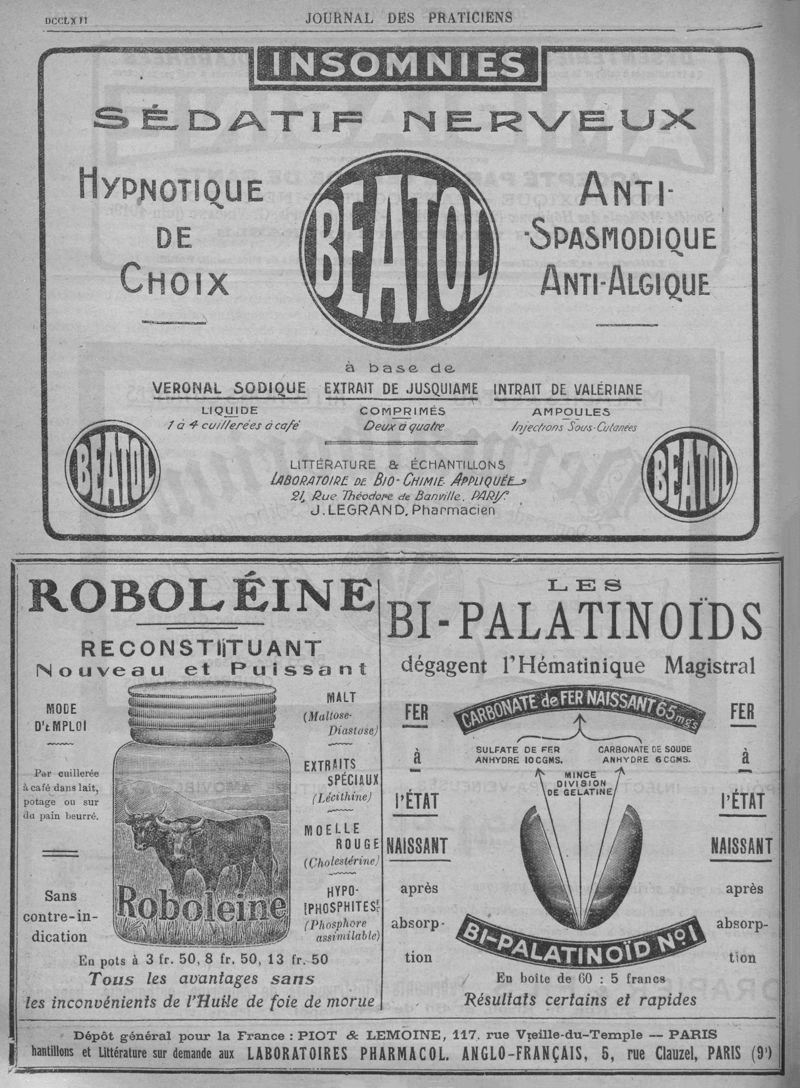 DCCLXII
JOURNAL DES PRATICIENS
INSOMNIES
SÉDATIF NERVEUX
HYPNOTIQUE
DE
CHOIX
BEATOL
ANTI-
-SPASMODIQUE
ANTI-ALGIQUE
à base de
VERONAL SODIQUE EXTRAIT DE JUSQUIAME INTRAIT DE VALÉRIANE
LIQUIDE COMPRIMÉS AMPOULES
1 à 4 cuillerées à café Deux à quatre Injections Sous-Cutanées
BEATOL
LITTÉRATURE & ÉCHANTILLONS
LABORATOIRE DE BIO-CHIMIE APPLIQUÉE
21, Rue Théodore de Banville. PARIS
J. LEGRAND, Pharmacien
BEATOL
ROBOLÉINE
RECONSTITUANT
Nouveau et Puissant
MODE
D'EMPLOI
Par cuillerée
à café dans lait,
potage ou sur
du pain beurré.
Sans
contre-in-
dication
Roboleine
MALT
(Maltose-
Diastase)
EXTRAITS
SPÉCIAUX
(Lécithine)
MOELLE
ROUGE
(Cholestérine)
HYPO-
PHOSPHITES
(Phosphore
assimilable)
En pots à 3 fr. 50, 8 fr. 50, 13 fr. 50
Tous les avantages sans
les inconvénients de l'Huile de foie de morue
LES
BI-PALATINOÏDS
dégagent l'Hématinique Magistral
FER
à
l'ÉTAT
NAISSANT
après
absorp-
tion
CARBONATE de FER NAISSANT 65 mgs
SULFATE DE FER
ANHYDRE 10 CGMS.
CARBONATE DE SOUDE
ANHYDRE 6 CGMS.
MINCE
DIVISION
DE GELATINE
BI-PALATINOÏD No 1
FER
à
l'ÉTAT
NAISSANT
après
absorp-
tion
En boite de 60 : 5 francs
Résultats certains et rapides
Dépôt général pour la France : PIOT & LEMOINE, 117, rue Vieille-du-Temple — PARIS
hantillons et Littérature sur demande aux LABORATOIRES PHARMACOL. ANGLO-FRANÇAIS, 5, rue Clauzel, PARIS (9e)